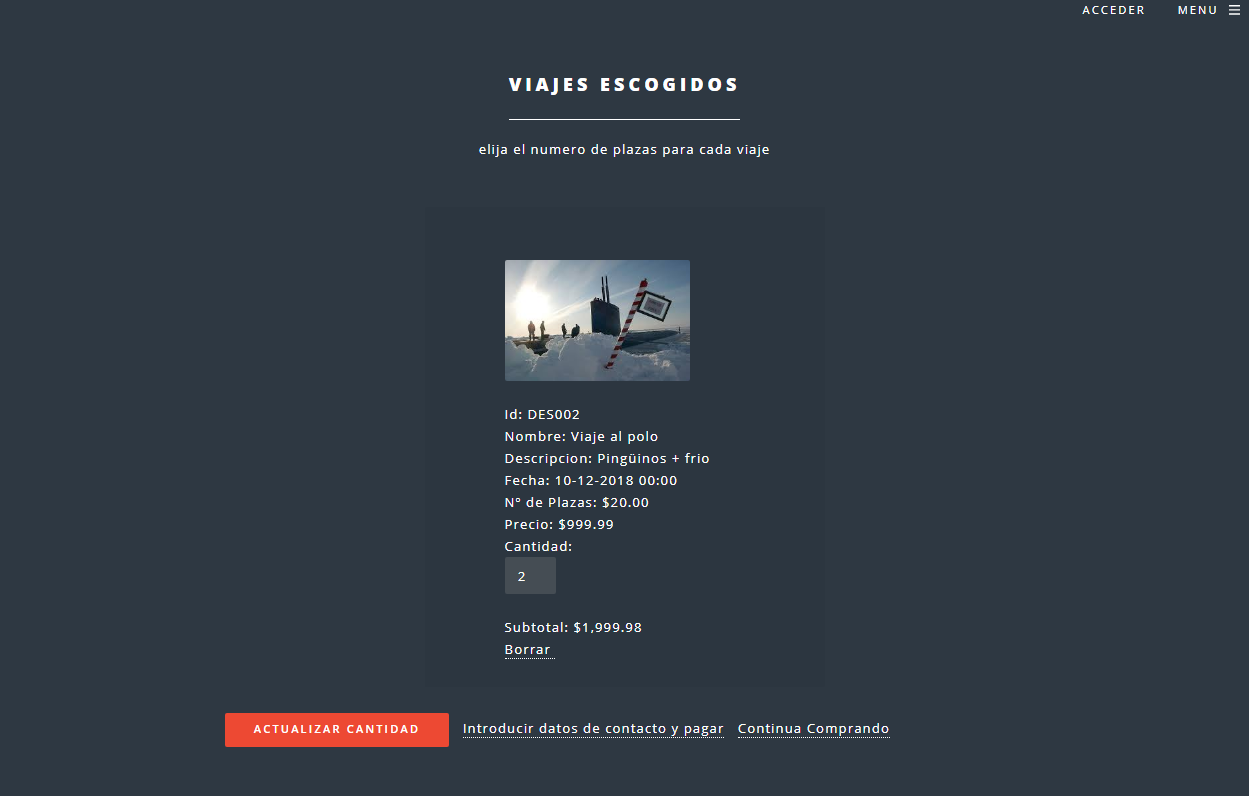 ACCEDER MENU
VIAJES ESCOGIDOS
elija el numero de plazas para cada viaje
Id: DES002
Nombre: Viaje al polo
Descripcion: Pingüinos + frio
Fecha: 10-12-2018 00:00
Nº de Plazas: $20.00
Precio: $999.99
Cantidad:
2
Subtotal: $1,999.98
Borrar
ACTUALIZAR CANTIDAD Introducir datos de contacto y pagar Continua Comprando